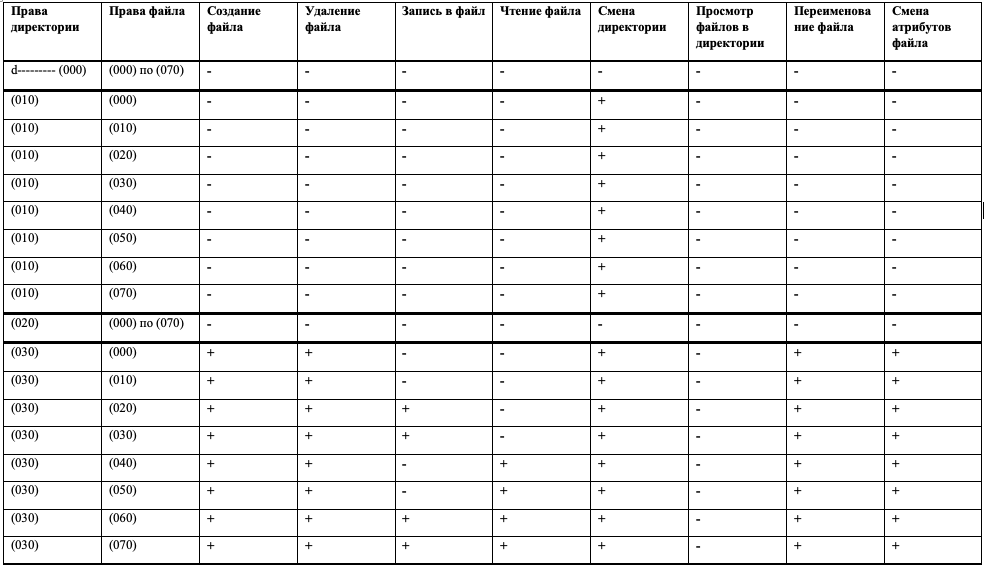 Права директории | Права файла | Создание файла | Удаление файла | Запись в файл | Чтение файла | Смена директории | Просмотр файлов в директории | Переименова ние файла | Смена атрибутов файла
d--------- (000) | (000) по (070) | - | - | - | - | - | - | - | -
(010) | (000) | - | - | - | - | + | - | - | -
(010) | (010) | - | - | - | - | + | - | - | -
(010) | (020) | - | - | - | - | + | - | - | -
(010) | (030) | - | - | - | - | + | - | - | -
(010) | (040) | - | - | - | - | + | - | - | -
(010) | (050) | - | - | - | - | + | - | - | -
(010) | (060) | - | - | - | - | + | - | - | -
(010) | (070) | - | - | - | - | + | - | - | -
(020) | (000) по (070) | - | - | - | - | - | - | - | -
(030) | (000) | + | + | - | - | + | - | + | +
(030) | (010) | + | + | - | - | + | - | + | +
(030) | (020) | + | + | + | - | + | - | + | +
(030) | (030) | + | + | + | - | + | - | + | +
(030) | (040) | + | + | - | + | + | - | + | +
(030) | (050) | + | + | - | + | + | - | + | +
(030) | (060) | + | + | + | + | + | - | + | +
(030) | (070) | + | + | + | + | + | - | + | +